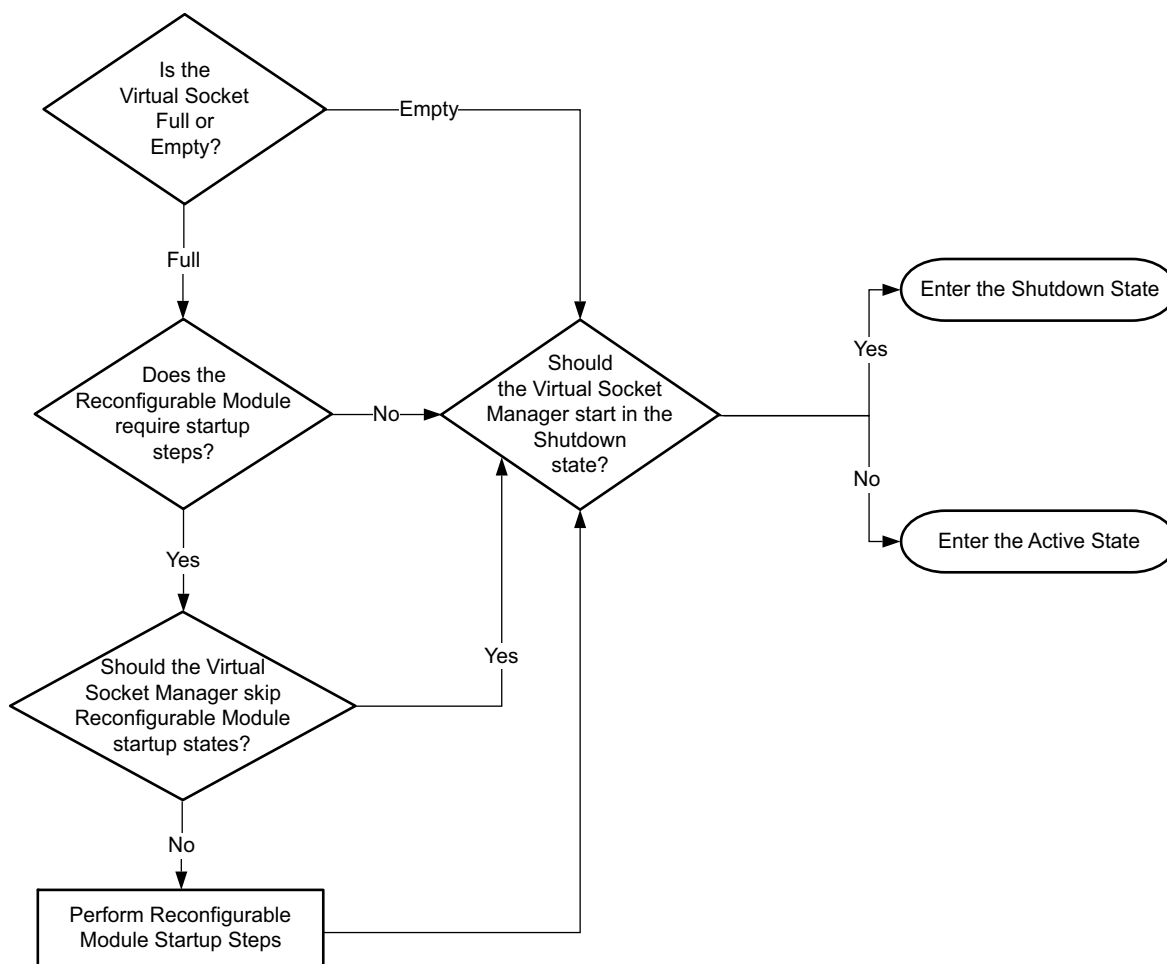 Is the
Virtual Socket
Full or
Empty?
Empty
Full
Does the
Reconfigurable Module
require startup
steps?
No
Should
the Virtual Socket
Manager start in the
Shutdown
state?
Yes
Enter the Shutdown State
No
Enter the Active State
Yes
Should the Virtual
Socket Manager skip
Reconfigurable Module
startup states?
Yes
No
Perform Reconfigurable
Module Startup Steps